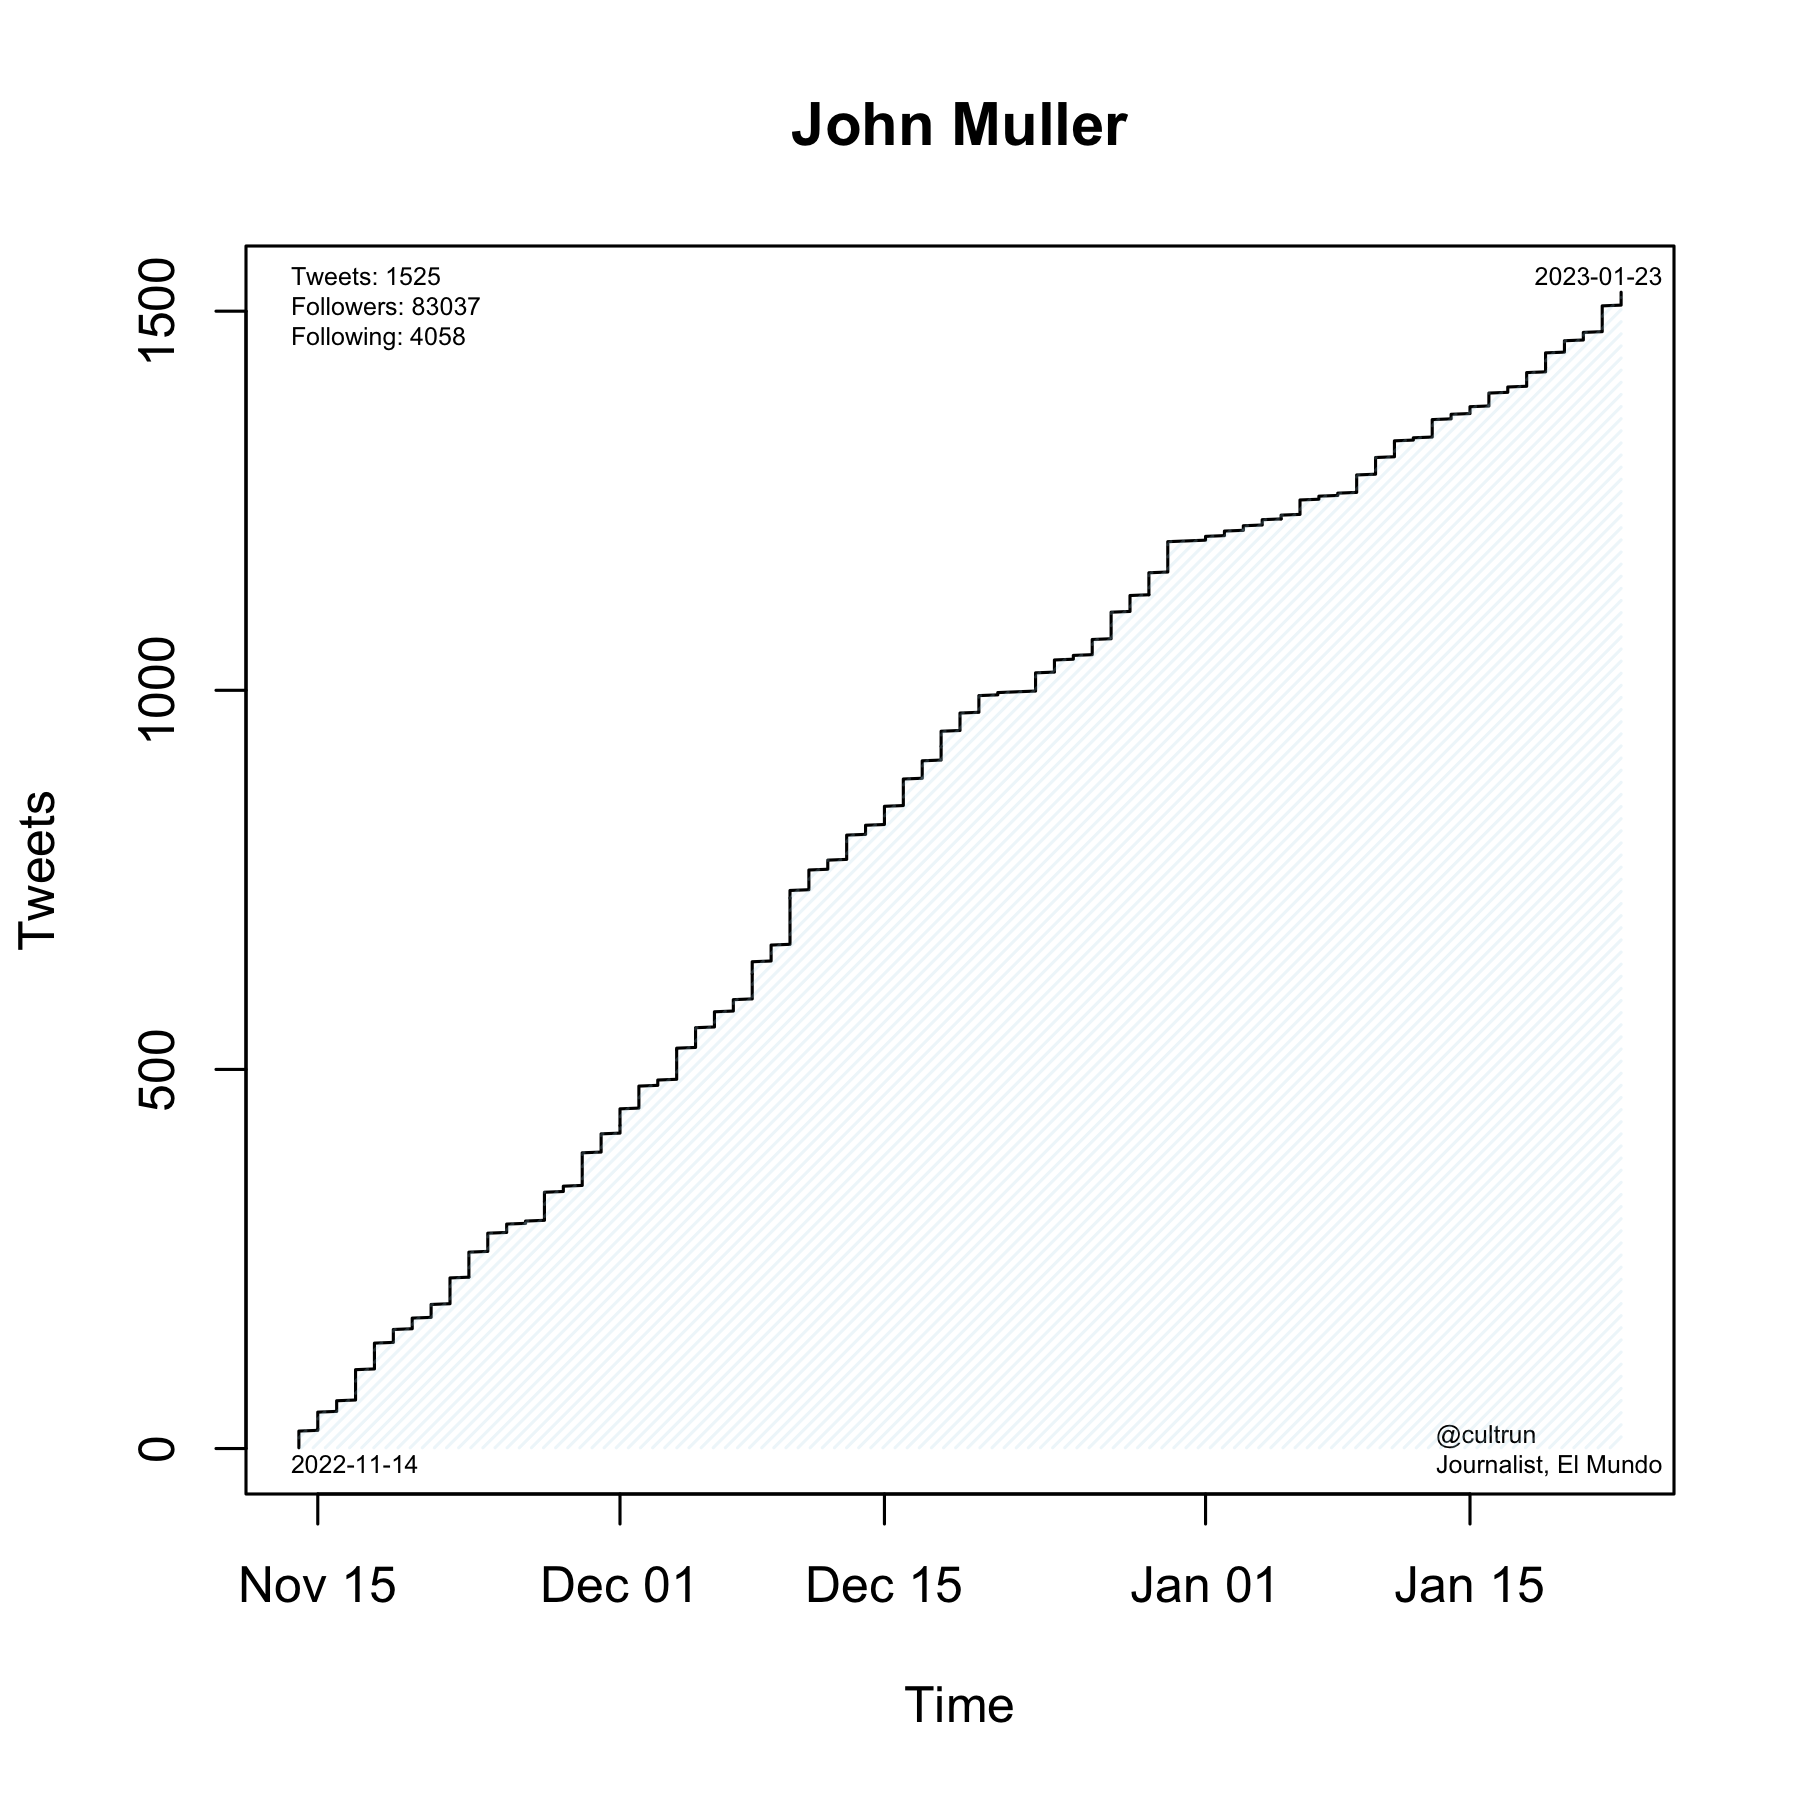 John Muller
Tweets: 1525
Followers: 83037
Following: 4058
2023-01-23
1500
1000
500
0
Tweets
@cultrun
Journalist, El Mundo
2022-11-14
Nov 15
Dec 01
Dec 15
Jan 01
Jan 15
Time